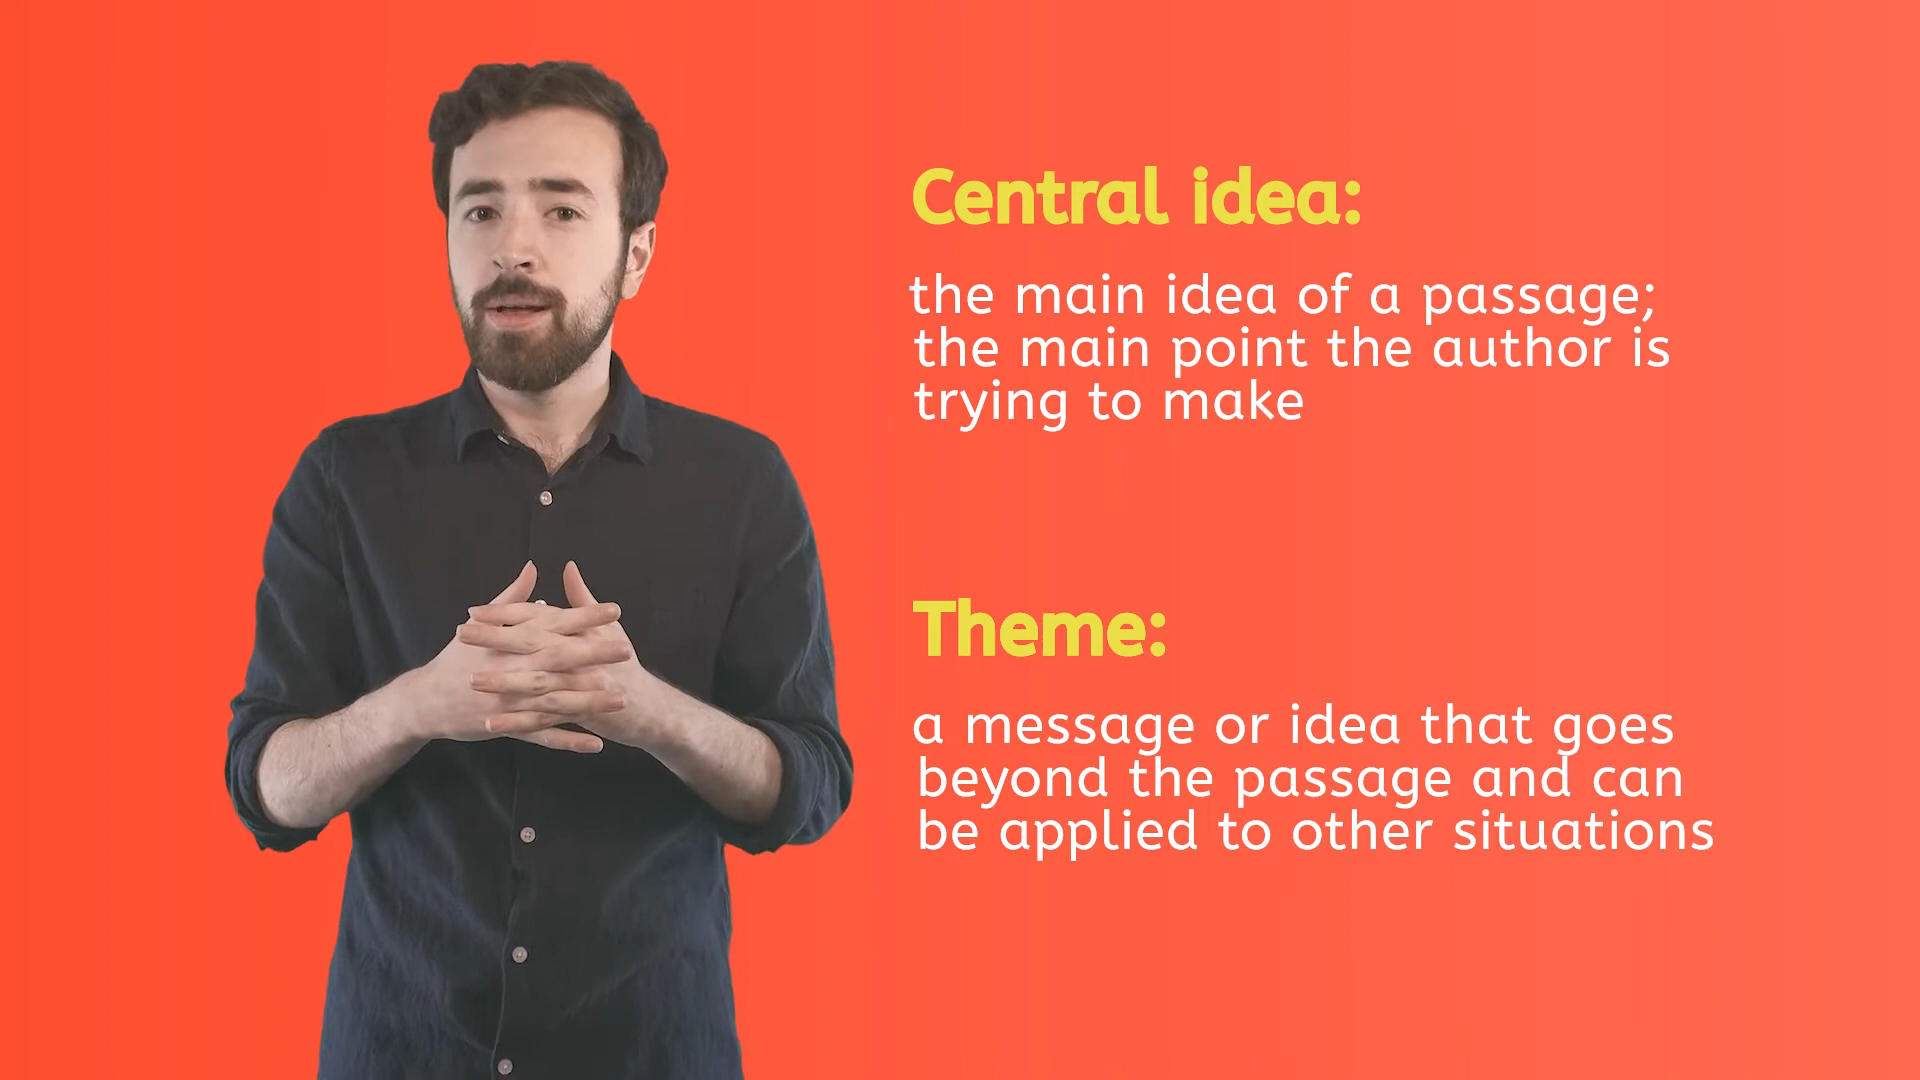 Central idea:
the main idea of a passage;
the main point the author is
trying to make
Theme:
a message or idea that goes
beyond the passage and can
be applied to other situations